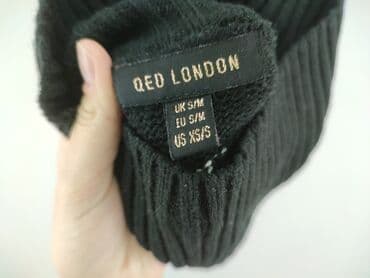 QED LONDON
UK S/M
EU S/M
US XS/S